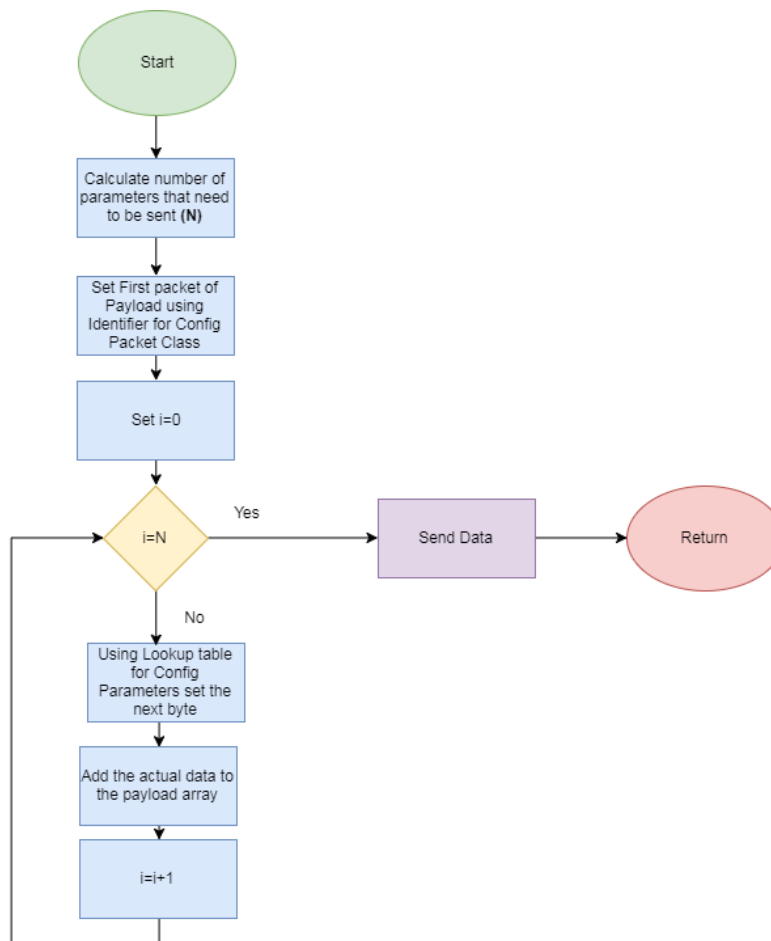 Start
Calculate number of
parameters that need
to be sent (N)
Set First packet of
Payload using
Identifier for Config
Packet Class
Set i=0
i=N
Yes
Send Data
Return
No
Using Lookup table
for Config
Parameters set the
next byte
Add the actual data to
the payload array
i=i+1